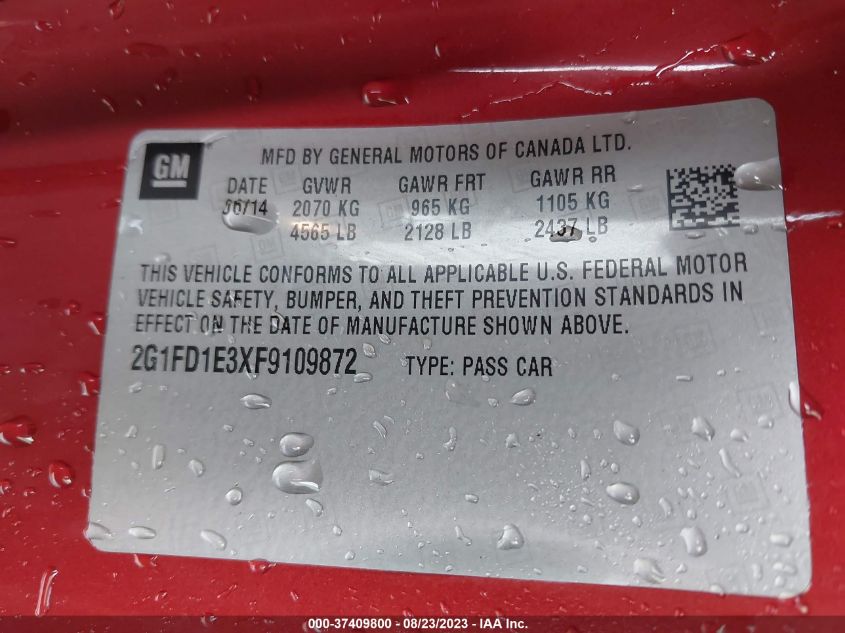 GM
MFD BY GENERAL MOTORS OF CANADA LTD.
DATE GVWR GAWR FRT GAWR RR
06/14 2070 KG 965 KG 1105 KG
4565 LB 2128 LB 2437 LB
THIS VEHICLE CONFORMS TO ALL APPLICABLE U.S. FEDERAL MOTOR
VEHICLE SAFETY, BUMPER, AND THEFT PREVENTION STANDARDS IN
EFFECT ON THE DATE OF MANUFACTURE SHOWN ABOVE.
2G1FD1E3XF9109872 TYPE: PASS CAR
000-37409800 - 08/23/2023 - IAA Inc.